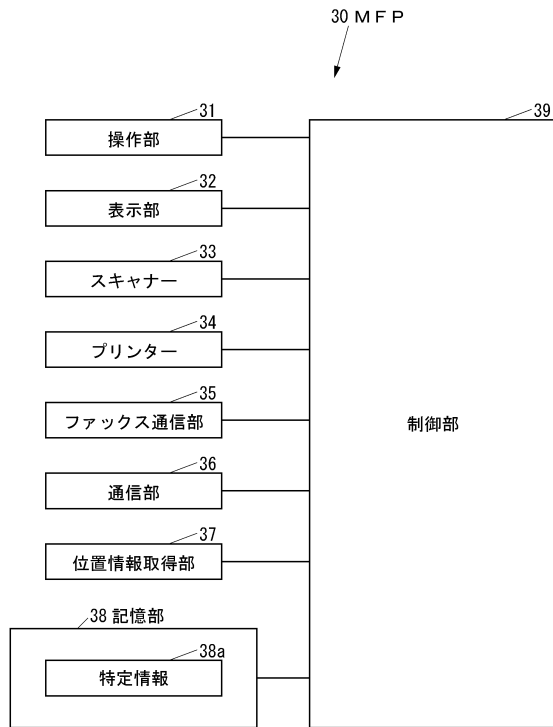 30 MFP
31
操作部
32
表示部
33
スキャナー
34
プリンター
35
ファックス通信部
36
通信部
37
位置情報取得部
38 記憶部
38a
特定情報
39
制御部